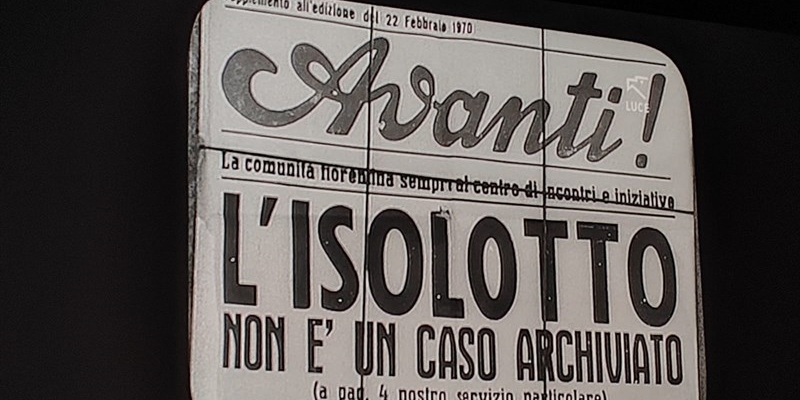 supplemento all'edizione del 22 Febbraio 1970
Avanti!
LUCE
La comunità fiorentina sempre al centro di incontri e iniziative
L'ISOLOTTO
NON E' UN CASO ARCHIVIATO
(a pag. 4 nostro servizio particolare)